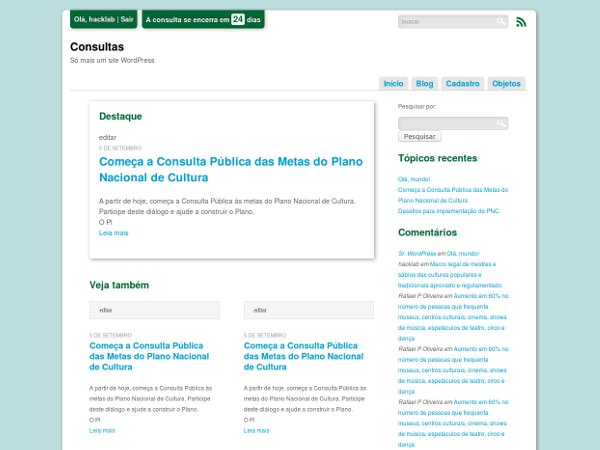 Olá, hacklab | Sair
A consulta se encerra em 24 dias
buscar
Consultas
Só mais um site WordPress
Início
Blog
Cadastro
Objetos
Destaque
editar
5 DE SETEMBRO
Começa a Consulta Pública das Metas do Plano
Nacional de Cultura
A partir de hoje, começa a Consulta Pública às metas do Plano Nacional de Cultura.
Participe deste diálogo e ajude a construir o Plano.
O Pl
Leia mais
Veja também
editar
5 DE SETEMBRO
Começa a Consulta Pública
das Metas do Plano Nacional
de Cultura
A partir de hoje, começa a Consulta Pública às
metas do Plano Nacional de Cultura. Participe
deste diálogo e ajude a construir o Plano.
O Pl
Leia mais
editar
5 DE SETEMBRO
Começa a Consulta Pública
das Metas do Plano Nacional
de Cultura
A partir de hoje, começa a Consulta Pública às
metas do Plano Nacional de Cultura. Participe
deste diálogo e ajude a construir o Plano.
O Pl
Leia mais
Pesquisar por:
Pesquisar
Tópicos recentes
Olá, mundo!
Começa a Consulta Pública das Metas do
Plano Nacional de Cultura
Desafios para implementação do PNC
Comentários
Sr. WordPress em Olá, mundo!
hacklab em Marco legal de mestres e
sábios das culturas populares e
tradicionais aprovado e regulamentado.
Rafael P Oliveira em Aumento em 60% no
número de pessoas que frequenta
museus, centros culturais, cinema, shows
de música, espetáculos de teatro, circo e
dança
Rafael P Oliveira em Aumento em 60% no
número de pessoas que frequenta
museus, centros culturais, cinema, shows
de música, espetáculos de teatro, circo e
dança
Rafael P Oliveira em Aumento em 60% no
número de pessoas que frequenta
museus, centros culturais, cinema, shows
de música, espetáculos de teatro, circo e
dança